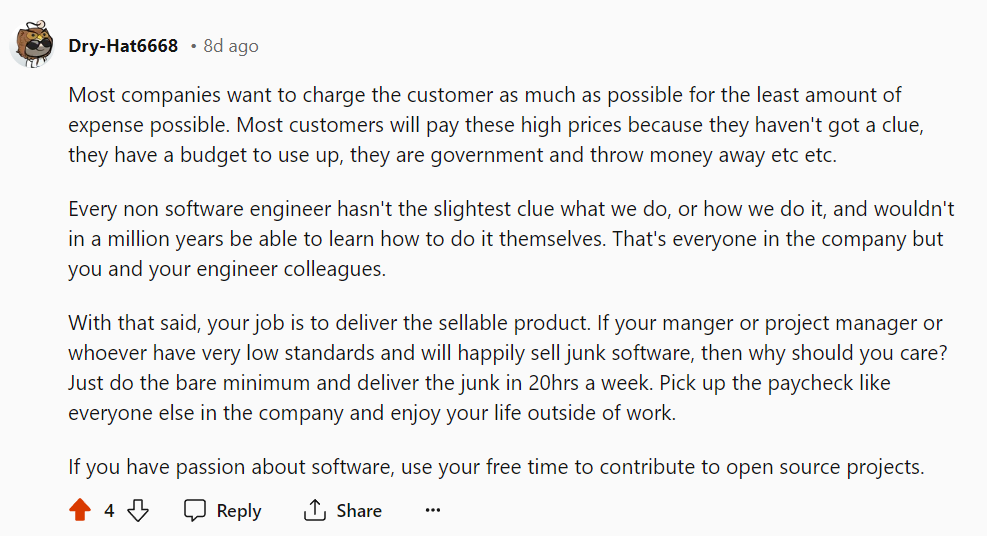 Dry-Hat6668 • 8d ago
Most companies want to charge the customer as much as possible for the least amount of
expense possible. Most customers will pay these high prices because they haven't got a clue,
they have a budget to use up, they are government and throw money away etc etc.
Every non software engineer hasn't the slightest clue what we do, or how we do it, and wouldn't
in a million years be able to learn how to do it themselves. That's everyone in the company but
you and your engineer colleagues.
With that said, your job is to deliver the sellable product. If your manger or project manager or
whoever have very low standards and will happily sell junk software, then why should you care?
Just do the bare minimum and deliver the junk in 20hrs a week. Pick up the paycheck like
everyone else in the company and enjoy your life outside of work.
If you have passion about software, use your free time to contribute to open source projects.
4 Reply Share ...